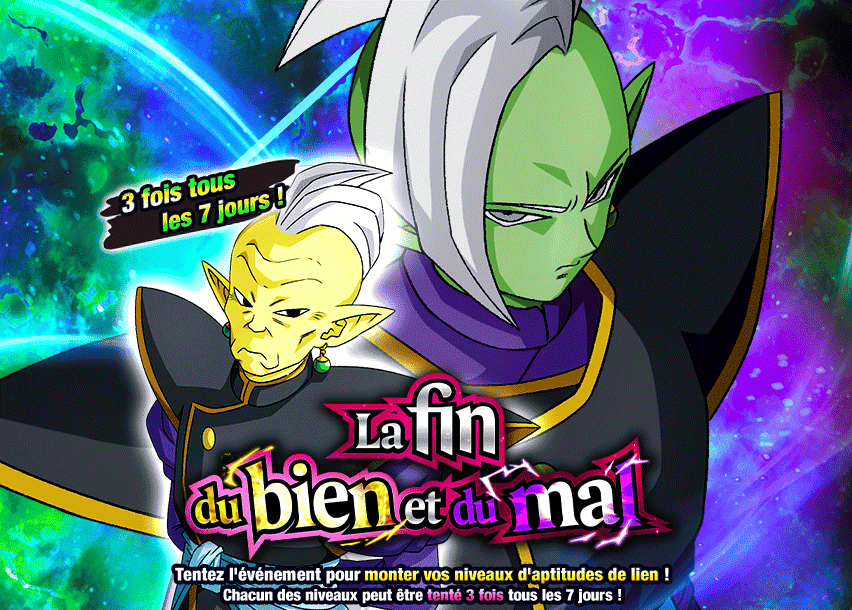 3 fois tous
les 7 jours !
La fin
du bien et du mal
Tentez l'événement pour monter vos niveaux d'aptitudes de lien !
Chacun des niveaux peut être tenté 3 fois tous les 7 jours !